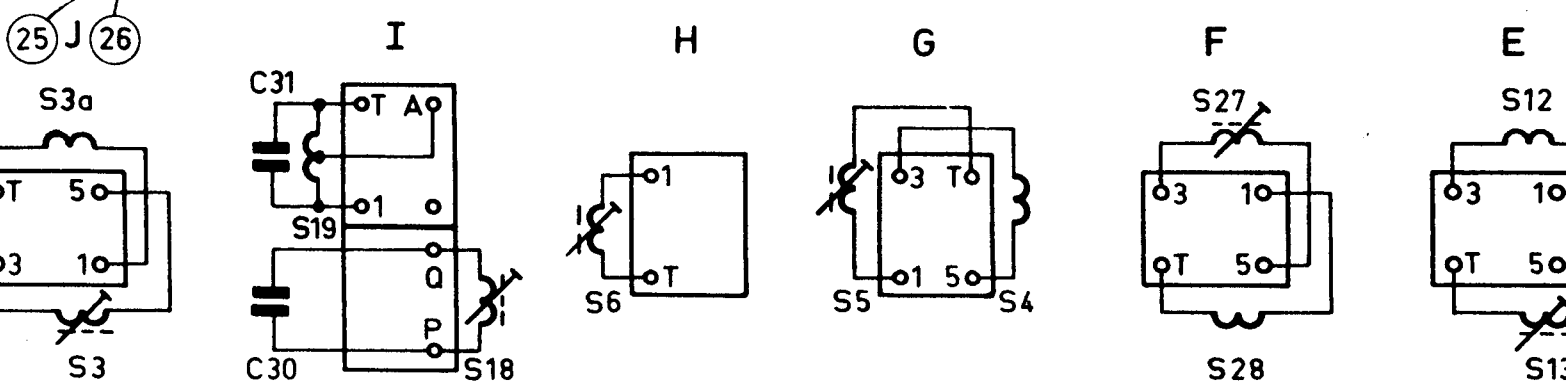 25 J 26
I
H
G
F
E
S3a
C31
S27
S12
T A
T 5
3 1
1
S19
3 T
3 1
3 1
1
Q
T
S6
1 5
S5
S4
T 5
T 5
P
S3
C30
S18
S28
S13